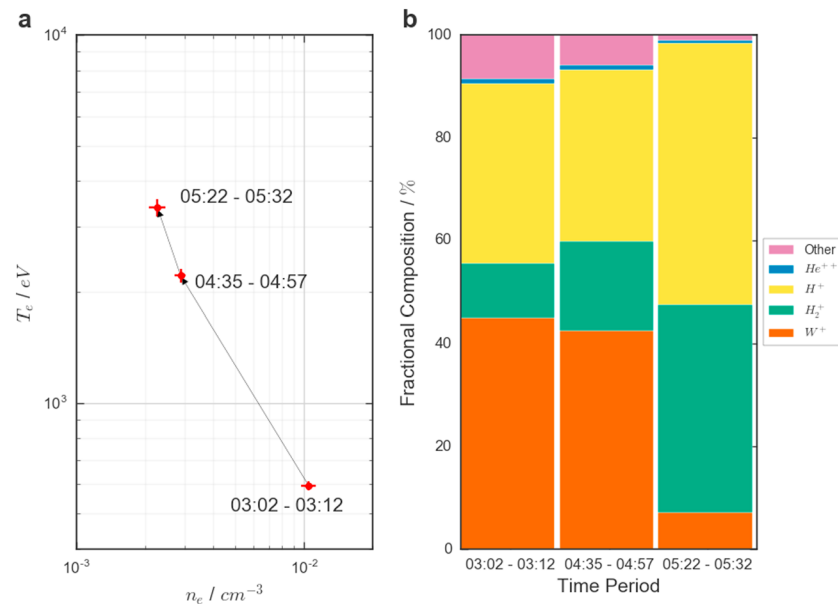 a
10^4
T_e / eV
10^3
05:22 - 05:32
04:35 - 04:57
03:02 - 03:12
10^-3
10^-2
n_e / cm^-3
b
100
80
60
40
20
0
Fractional Composition / %
03:02 - 03:12 04:35 - 04:57 05:22 - 05:32
Time Period
Other
He^++
H^+
H_2^+
W^+